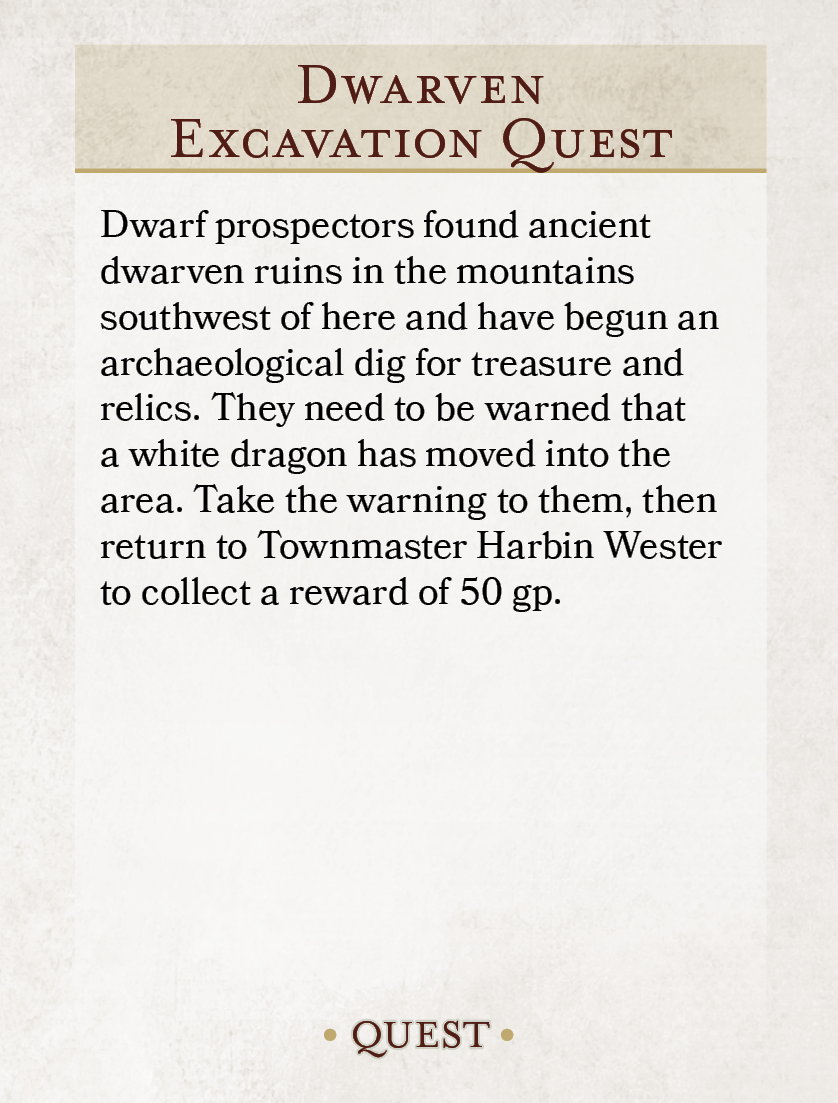 Dwarven
Excavation Quest
Dwarf prospectors found ancient
dwarven ruins in the mountains
southwest of here and have begun an
archaeological dig for treasure and
relics. They need to be warned that
a white dragon has moved into the
area. Take the warning to them, then
return to Townmaster Harbin Wester
to collect a reward of 50 gp.
• QUEST •